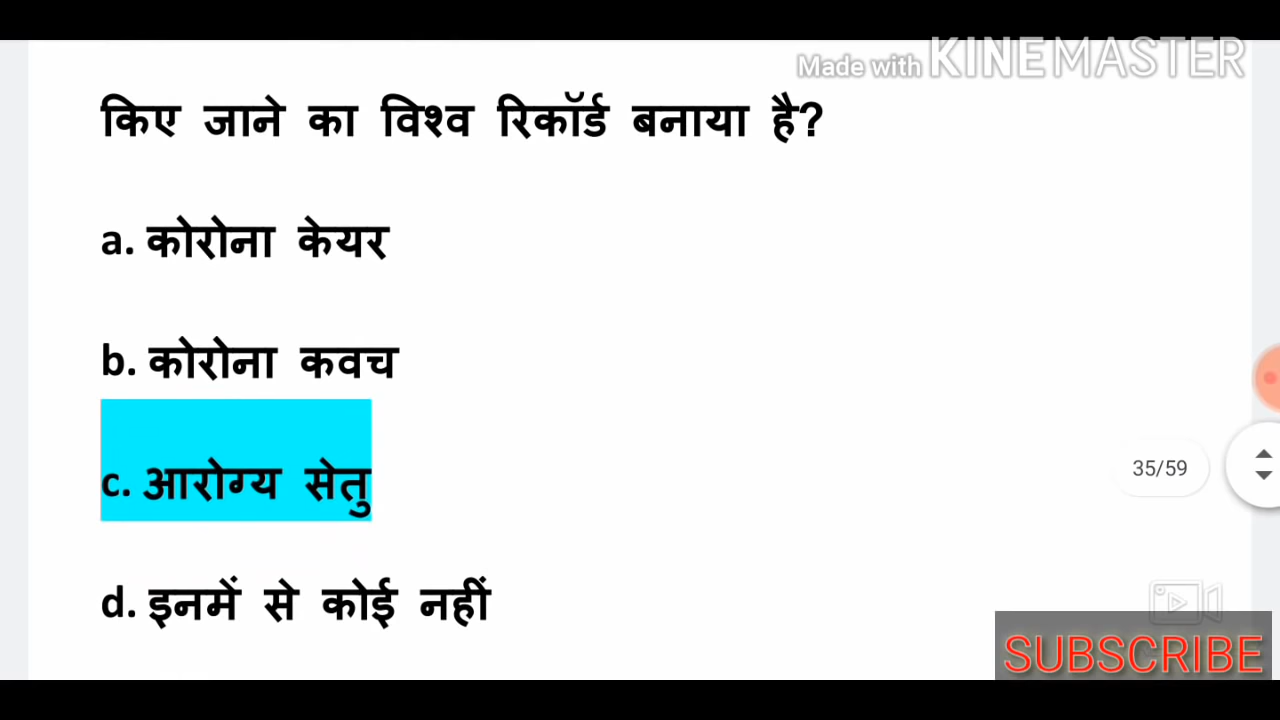 Made with KINEMASTER
किए जाने का विश्व रिकॉर्ड बनाया है?
a. कोरोना केयर
b. कोरोना कवच
c. आरोग्य सेतु
35/59
d. इनमें से कोई नहीं
SUBSCRIBE